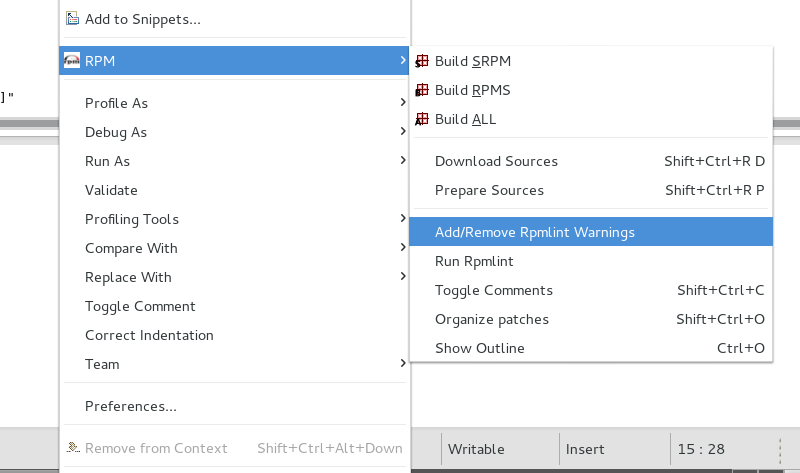 Add to Snippets...
RPM
Profile As
Debug As
Run As
Validate
Profiling Tools
Compare With
Replace With
Toggle Comment
Correct Indentation
Team
Preferences...
Remove from Context Shift+Ctrl+Alt+Down
Build SRPM
Build RPMS
Build ALL
Download Sources Shift+Ctrl+R D
Prepare Sources Shift+Ctrl+R P
Add/Remove Rpmlint Warnings
Run Rpmlint
Toggle Comments Shift+Ctrl+C
Organize patches Shift+Ctrl+O
Show Outline Ctrl+O
]"
Writable Insert 15 : 28